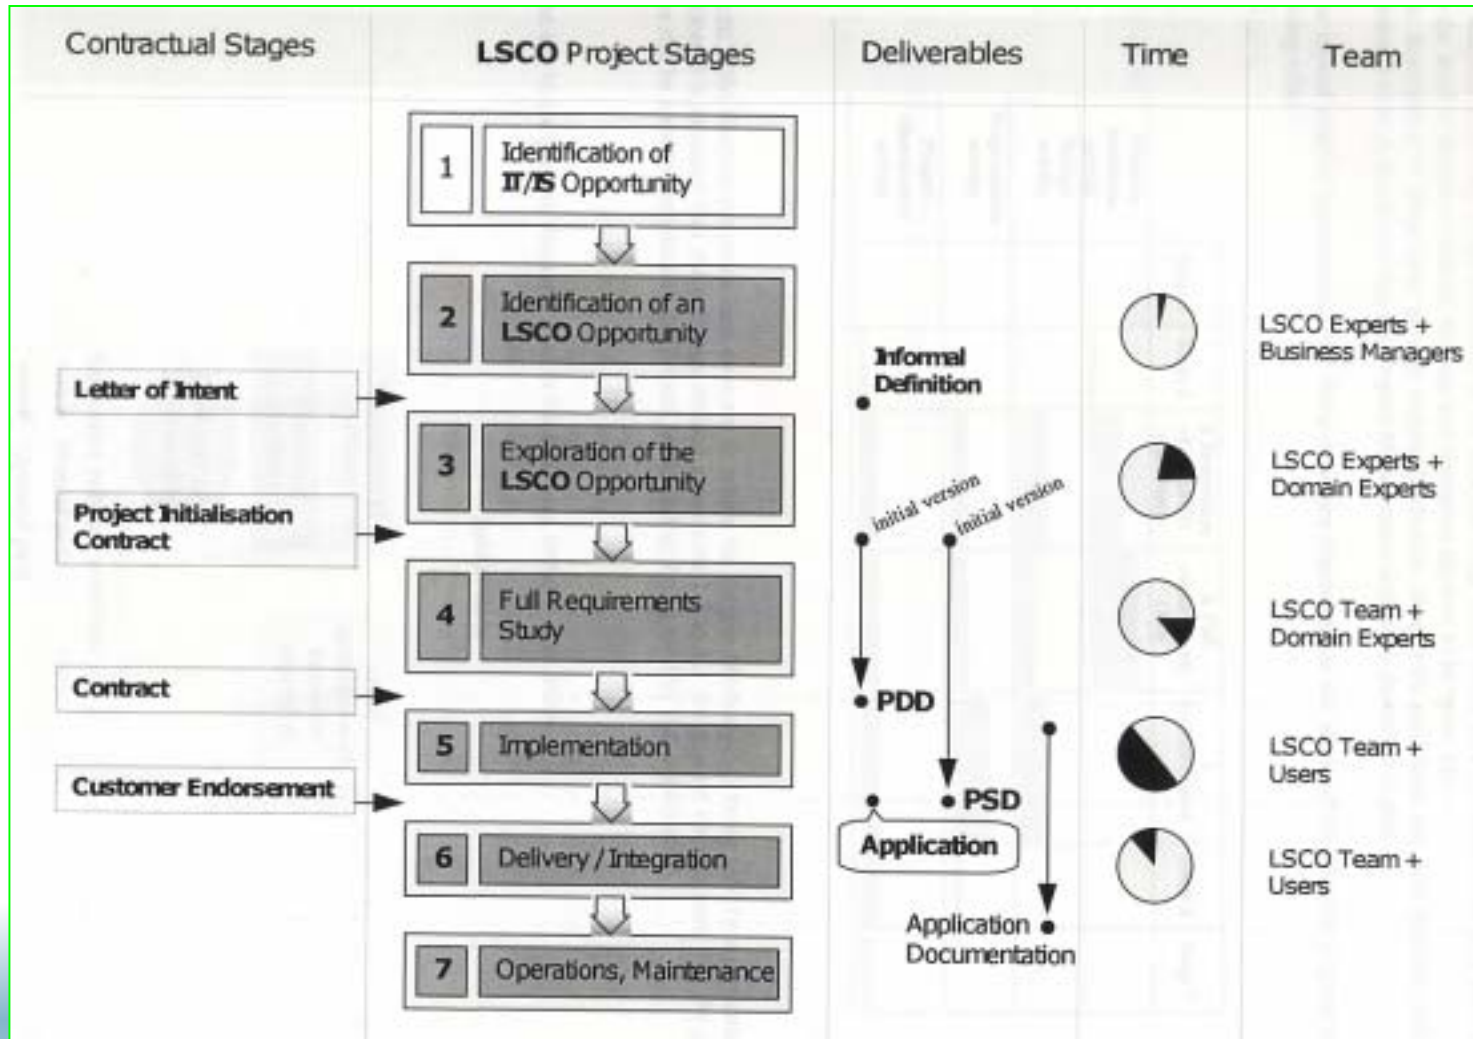 Contractual Stages
LSCO Project Stages
Deliverables
Time
Team
1
Identification of
IT/IS Opportunity
2
Identification of an
LSCO Opportunity
Informal
Definition
LSCO Experts +
Business Managers
Letter of Intent
3
Exploration of the
LSCO Opportunity
LSCO Experts +
Domain Experts
Project Initialisation
Contract
initial version
initial version
4
Full Requirements
Study
LSCO Team +
Domain Experts
Contract
PDD
5
Implementation
LSCO Team +
Users
Customer Endorsement
PSD
Application
6
Delivery / Integration
LSCO Team +
Users
Application
Documentation
7
Operations, Maintenance